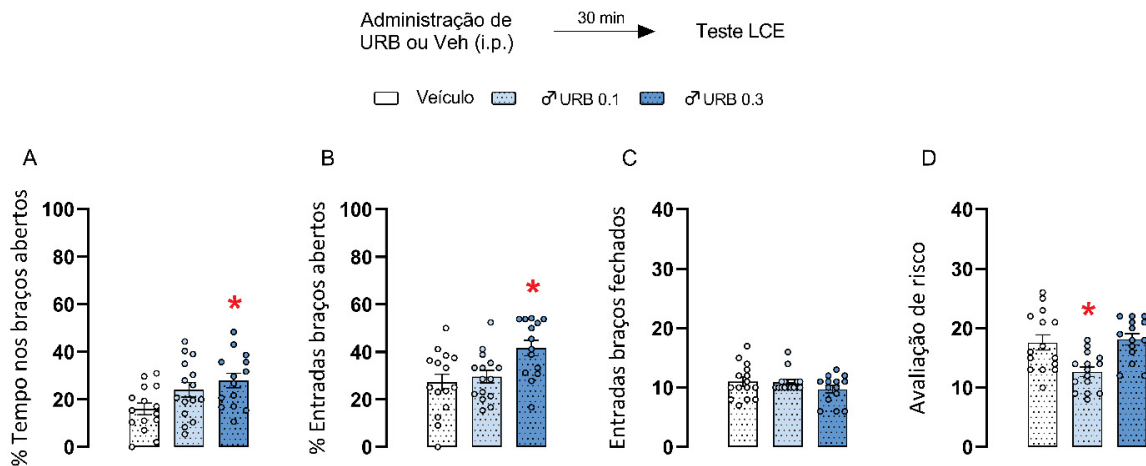 Administração de
URB ou Veh (i.p.)
30 min
Teste LCE
Veículo
♂URB 0.1
♂URB 0.3
A
% Tempo nos braços abertos
100
80
60
40
20
0
*
B
% Entradas braços abertos
100
80
60
40
20
0
*
C
Entradas braços fechados
40
30
20
10
0
D
Avaliação de risco
40
30
20
10
0
*